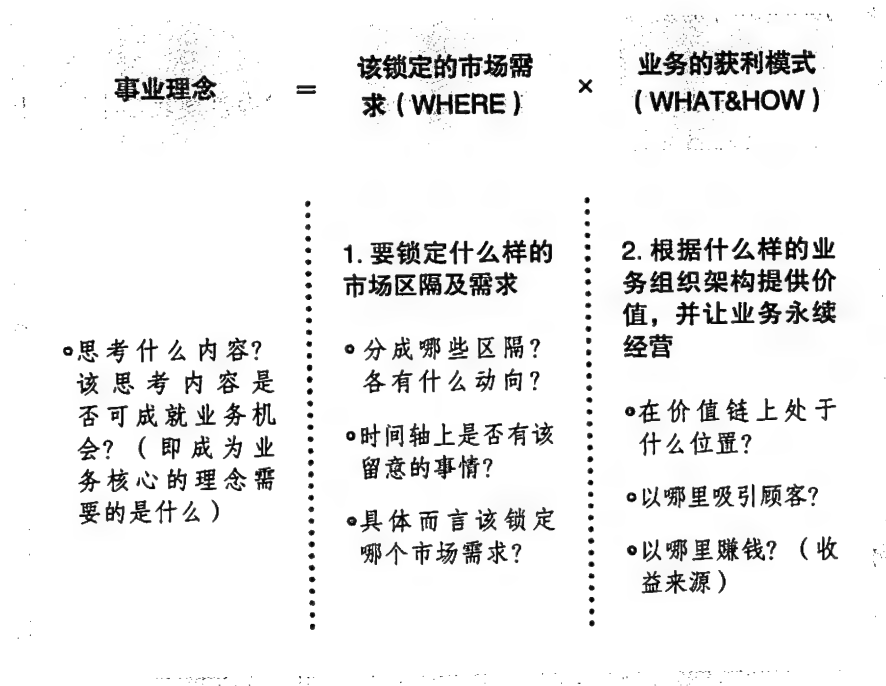 事业理念
=
该锁定的市场需
求（WHERE）
×
业务的获利模式
（WHAT&HOW）
•思考什么内容?
该思考内容是
否可成就业务机
会?（即成为业
务核心的理念需
要的是什么）
1. 要锁定什么样的
市场区隔及需求
•分成哪些区隔?
各有什么动向?
•时间轴上是否有该
留意的事情?
•具体而言该锁定
哪个市场需求?
2. 根据什么样的业
务组织架构提供价
值，并让业务永续
经营
•在价值链上处于
什么位置?
•以哪里吸引顾客?
•以哪里赚钱?（收
益来源）